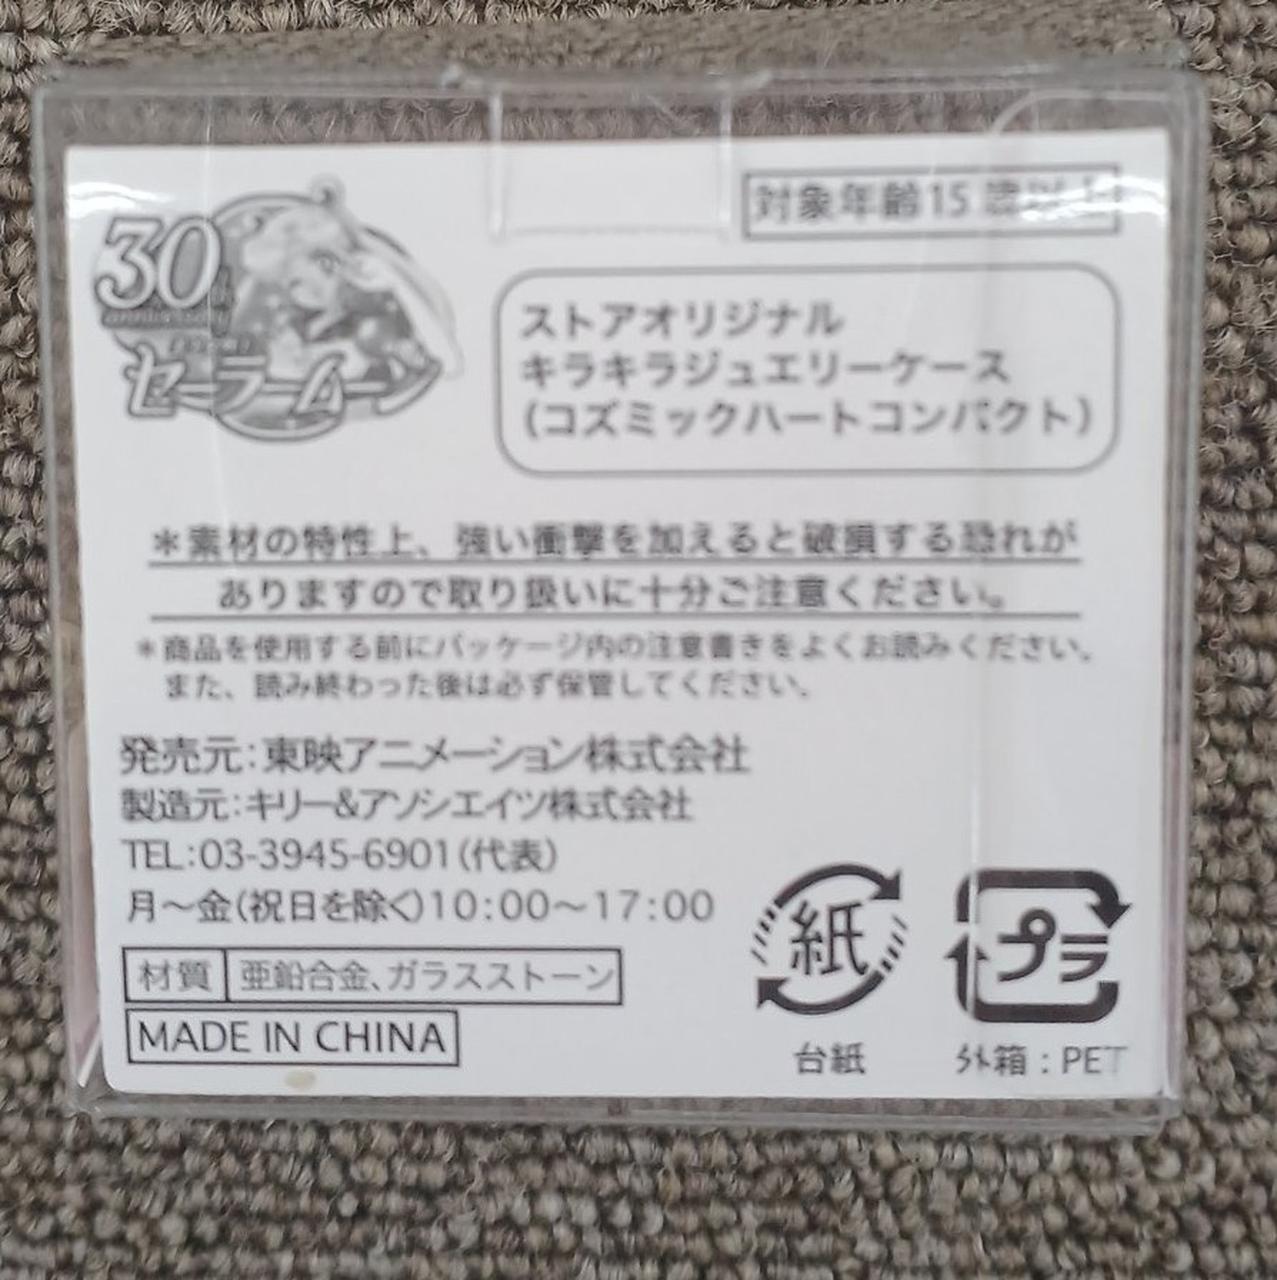 対象年齢15歳以上
30th
anniversary
セーラームーン
ストアオリジナル
キラキラジュエリーケース
(コズミックハートコンパクト)
*素材の特性上、強い衝撃を加えると破損する恐れが
ありますので取り扱いに十分ご注意ください。
*商品を使用する前にパッケージ内の注意書きをよくお読みください。
また、読み終わった後は必ず保管してください。
発売元:東映アニメーション株式会社
製造元:キリー&アソシエイツ株式会社
TEL:03-3945-6901(代表)
月~金(祝日を除く)10:00~17:00
材質 亜鉛合金、ガラスストーン
MADE IN CHINA
紙
台紙
プラ
外箱:PET